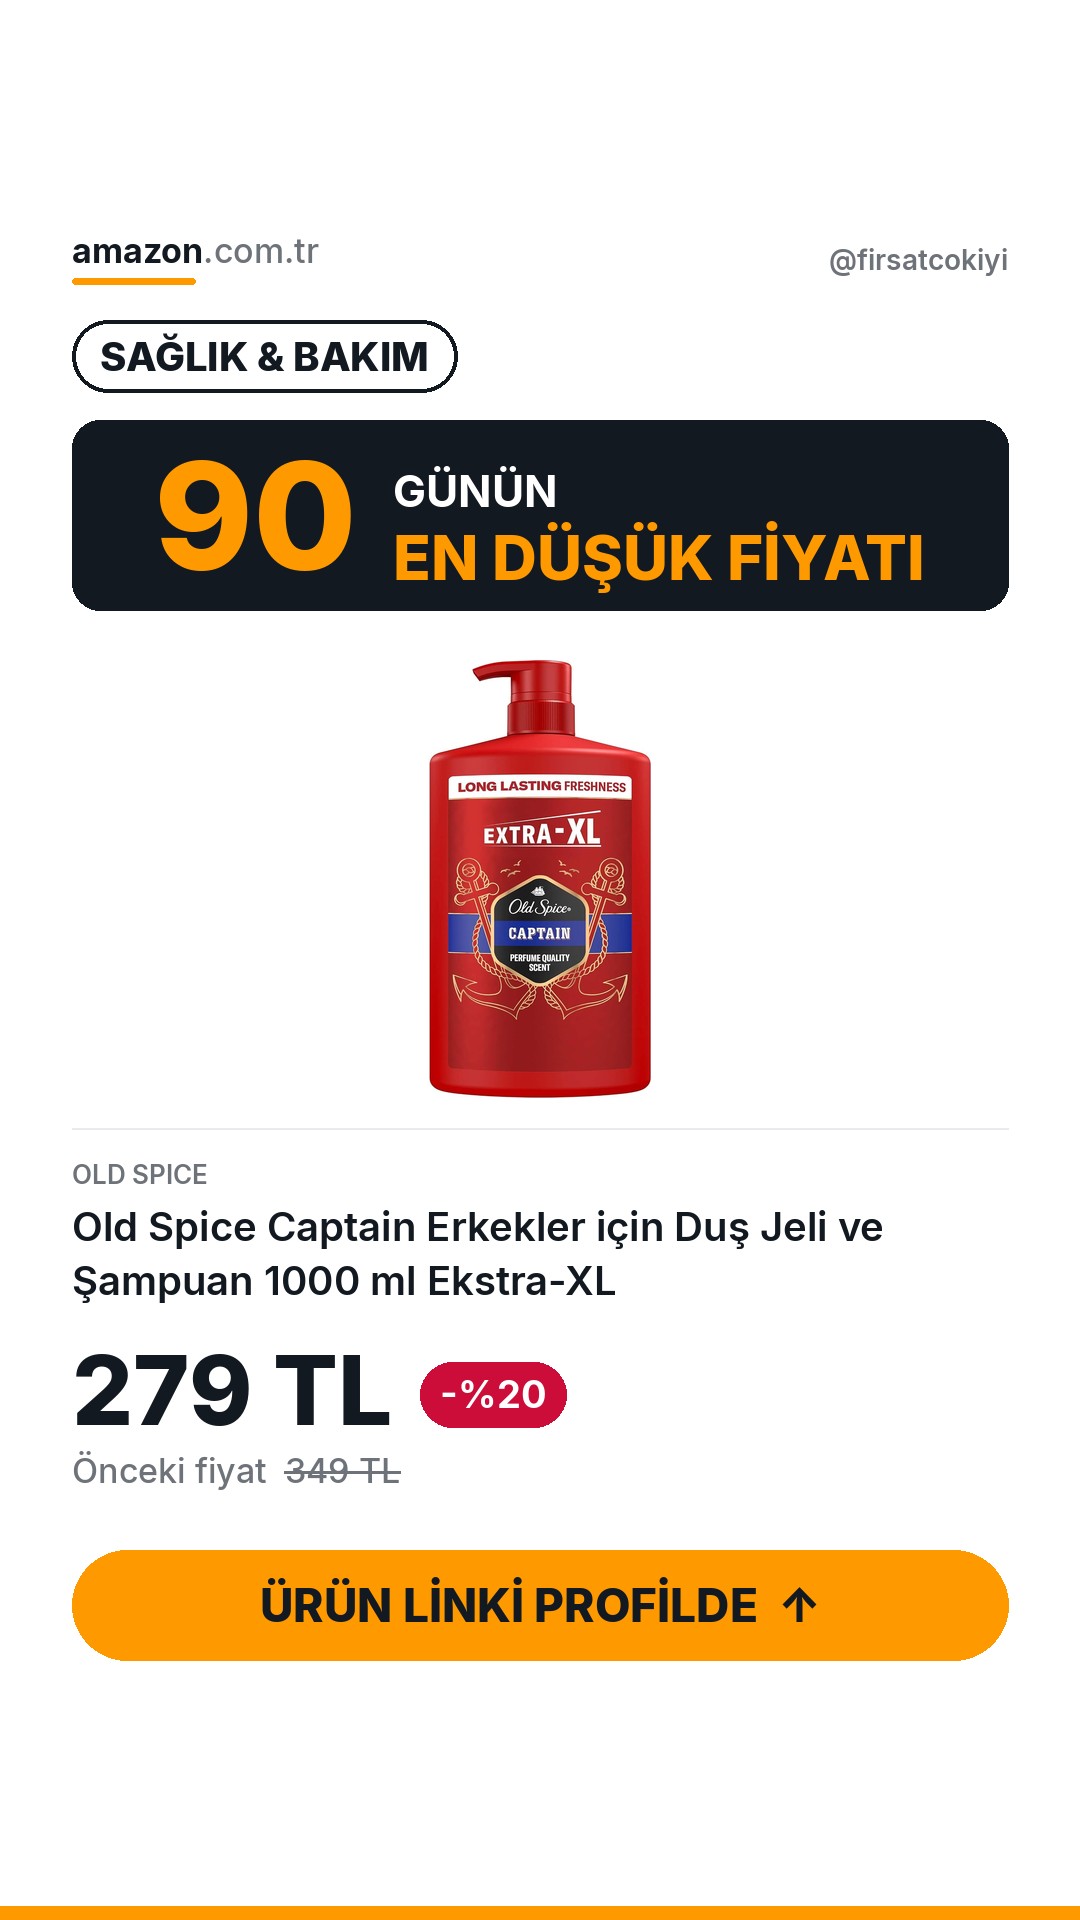 amazon.com.tr
@firsatcokiyi
SAĞLIK & BAKIM
90
GÜNÜN
EN DÜŞÜK FİYATI
LONG LASTING FRESHNESS
EXTRA-XL
Old Spice
CAPTAIN
PERFUME QUALITY
SCENT
OLD SPICE
Old Spice Captain Erkekler için Duş Jeli ve
Şampuan 1000 ml Ekstra-XL
279 TL -%20
Önceki fiyat 349 TL
ÜRÜN LİNKİ PROFİLDE ↑